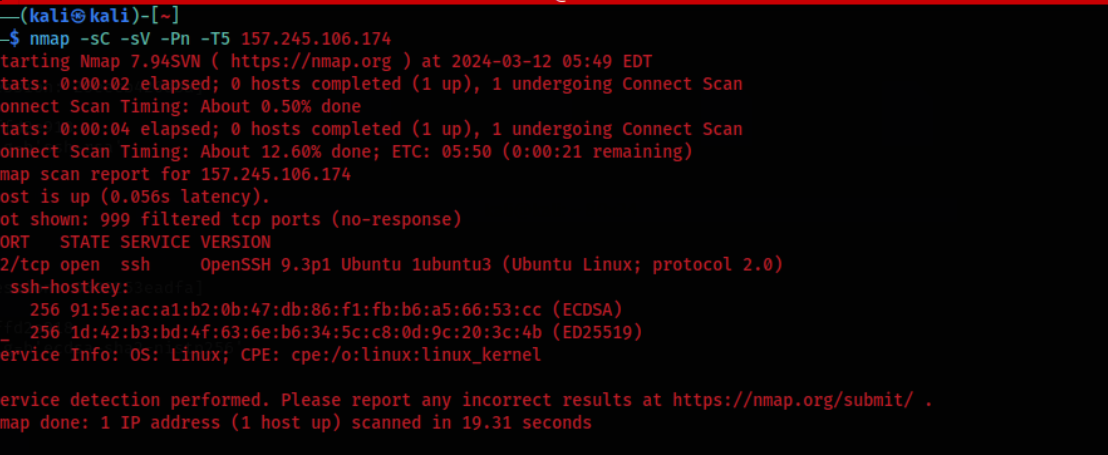 —(kali㉿kali)-[~]
─$ nmap -sC -sV -Pn -T5 157.245.106.174
tarting Nmap 7.94SVN ( https://nmap.org ) at 2024-03-12 05:49 EDT
tats: 0:00:02 elapsed; 0 hosts completed (1 up), 1 undergoing Connect Scan
onnect Scan Timing: About 0.50% done
tats: 0:00:04 elapsed; 0 hosts completed (1 up), 1 undergoing Connect Scan
onnect Scan Timing: About 12.60% done; ETC: 05:50 (0:00:21 remaining)
map scan report for 157.245.106.174
ost is up (0.056s latency).
ot shown: 999 filtered tcp ports (no-response)
ORT   STATE SERVICE VERSION
2/tcp open  ssh     OpenSSH 9.3p1 Ubuntu 1ubuntu3 (Ubuntu Linux; protocol 2.0)
ssh-hostkey:
256 91:5e:ac:a1:b2:0b:47:db:86:f1:fb:b6:a5:66:53:cc (ECDSA)
_  256 1d:42:b3:bd:4f:63:6e:b6:34:5c:c8:0d:9c:20:3c:4b (ED25519)
ervice Info: OS: Linux; CPE: cpe:/o:linux:linux_kernel
ervice detection performed. Please report any incorrect results at https://nmap.org/submit/ .
map done: 1 IP address (1 host up) scanned in 19.31 seconds